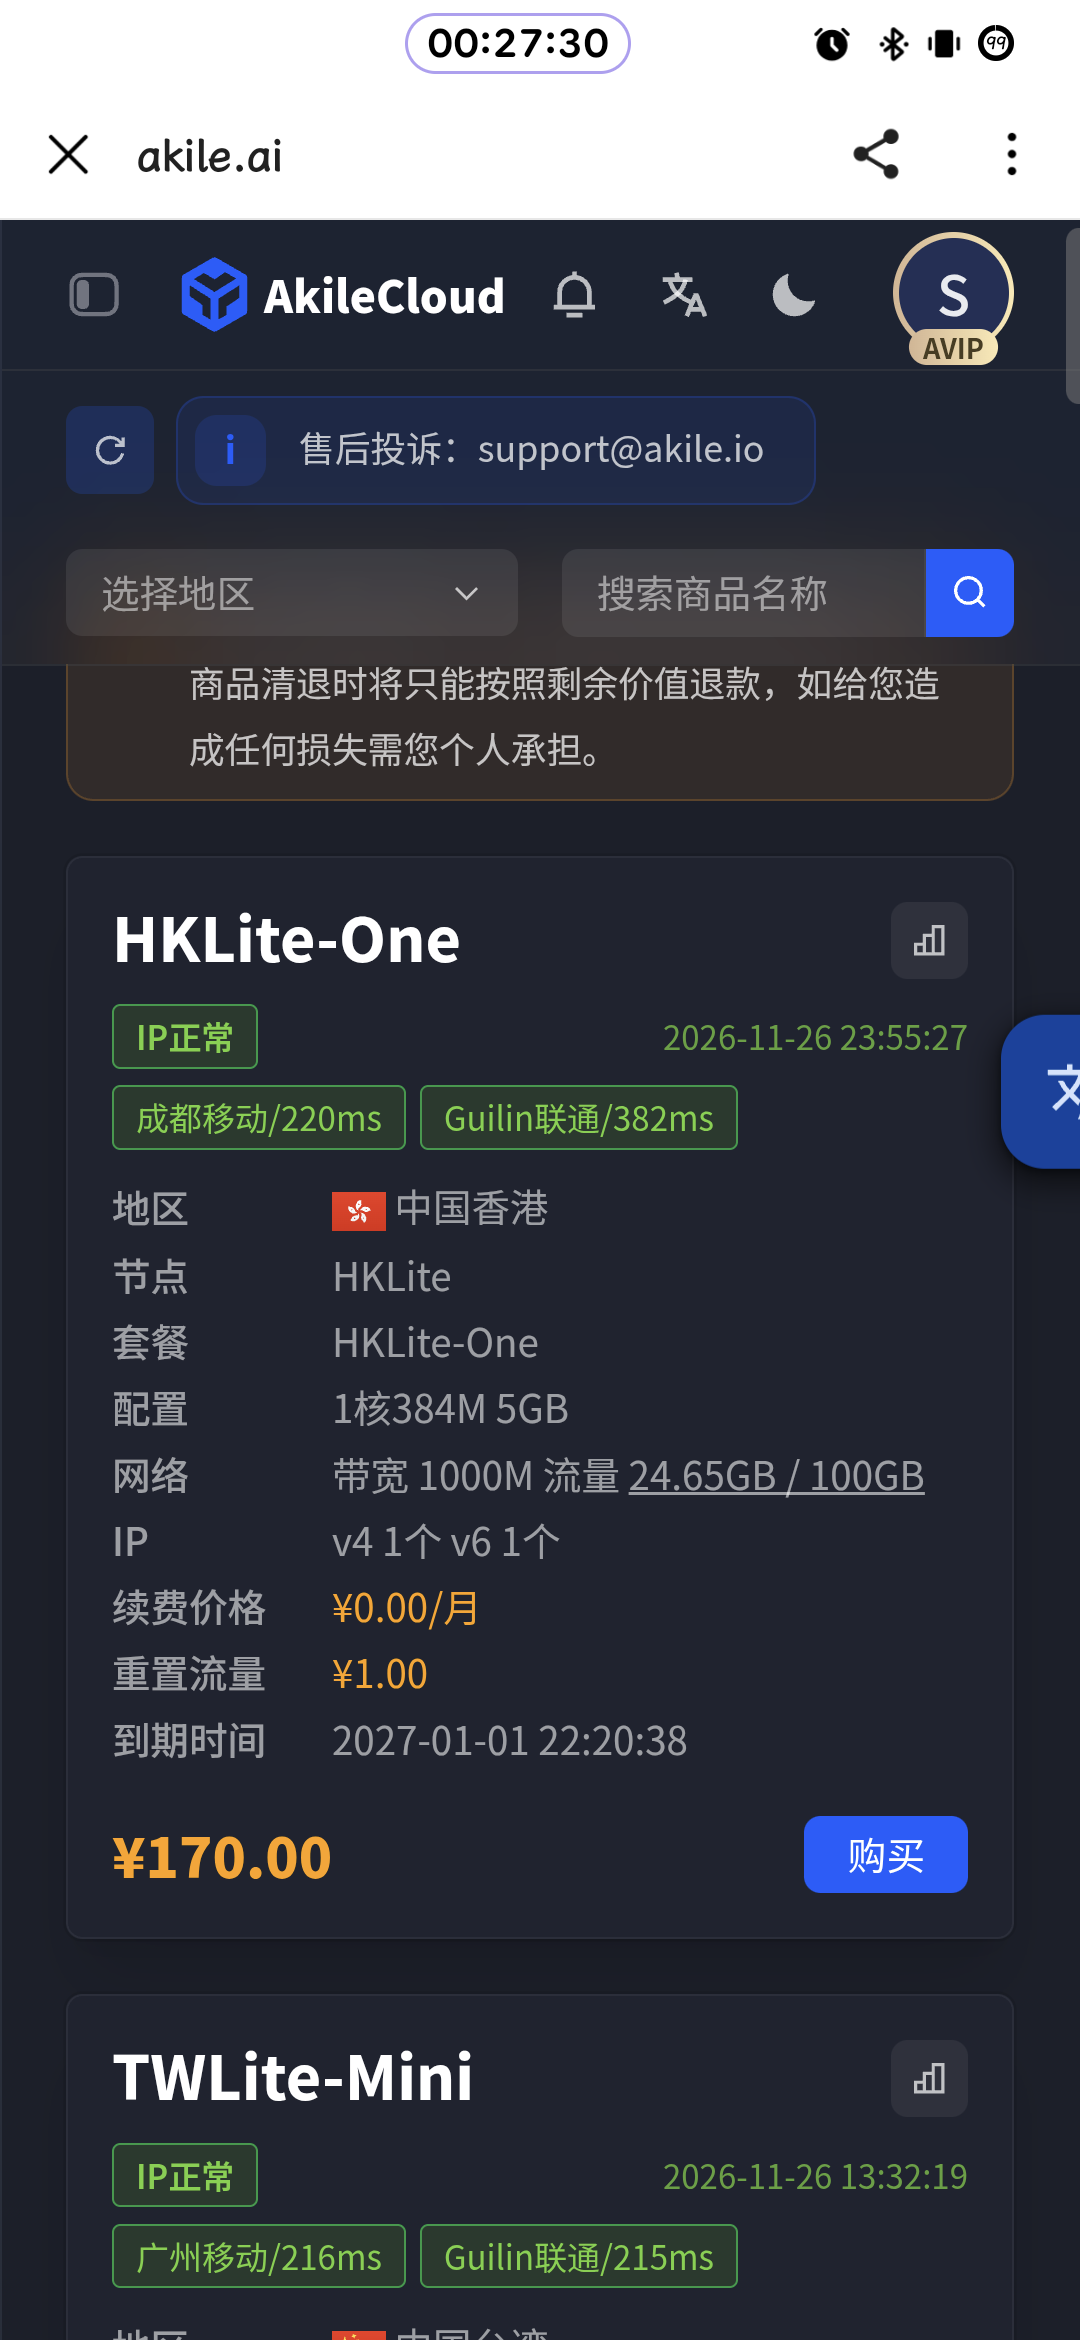 00:27:30
99
akile.ai
AkileCloud
S
AVIP
售后投诉：support@akile.io
选择地区
搜索商品名称
商品清退时将只能按照剩余价值退款，如给您造
成任何损失需您个人承担。
HKLite-One
IP正常
2026-11-26 23:55:27
成都移动/220ms
Guilin联通/382ms
地区 中国香港
节点 HKLite
套餐 HKLite-One
配置 1核384M 5GB
网络 带宽 1000M 流量 24.65GB / 100GB
IP v4 1个 v6 1个
续费价格 ¥0.00/月
重置流量 ¥1.00
到期时间 2027-01-01 22:20:38
¥170.00
购买
TWLite-Mini
IP正常
2026-11-26 13:32:19
广州移动/216ms
Guilin联通/215ms
地区 中国台湾